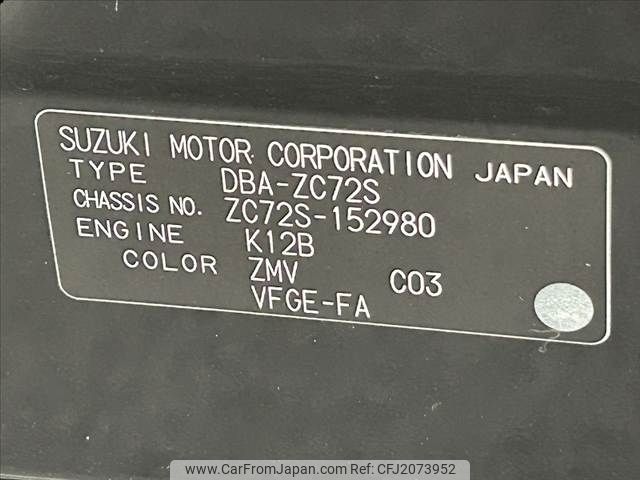 SUZUKI MOTOR CORPORATION JAPAN
TYPE DBA-ZC72S
CHASSIS NO. ZC72S-152980
ENGINE K12B
COLOR ZMV C03
VFGE-FA
www.CarFromJapan.com ID: CFJ2073952